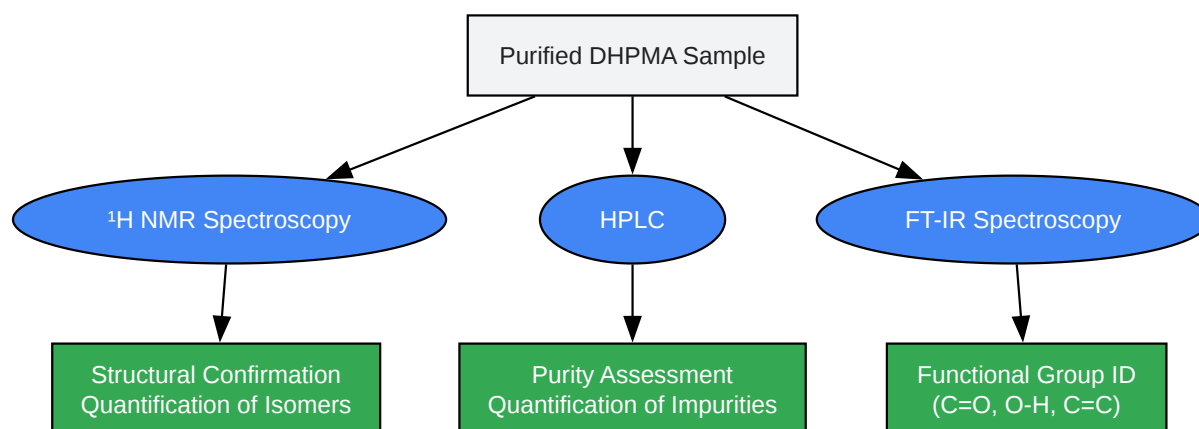 Purified DHPMA Sample
¹H NMR Spectroscopy
HPLC
FT-IR Spectroscopy
Structural Confirmation
Quantification of Isomers
Purity Assessment
Quantification of Impurities
Functional Group ID
(C=O, O-H, C=C)